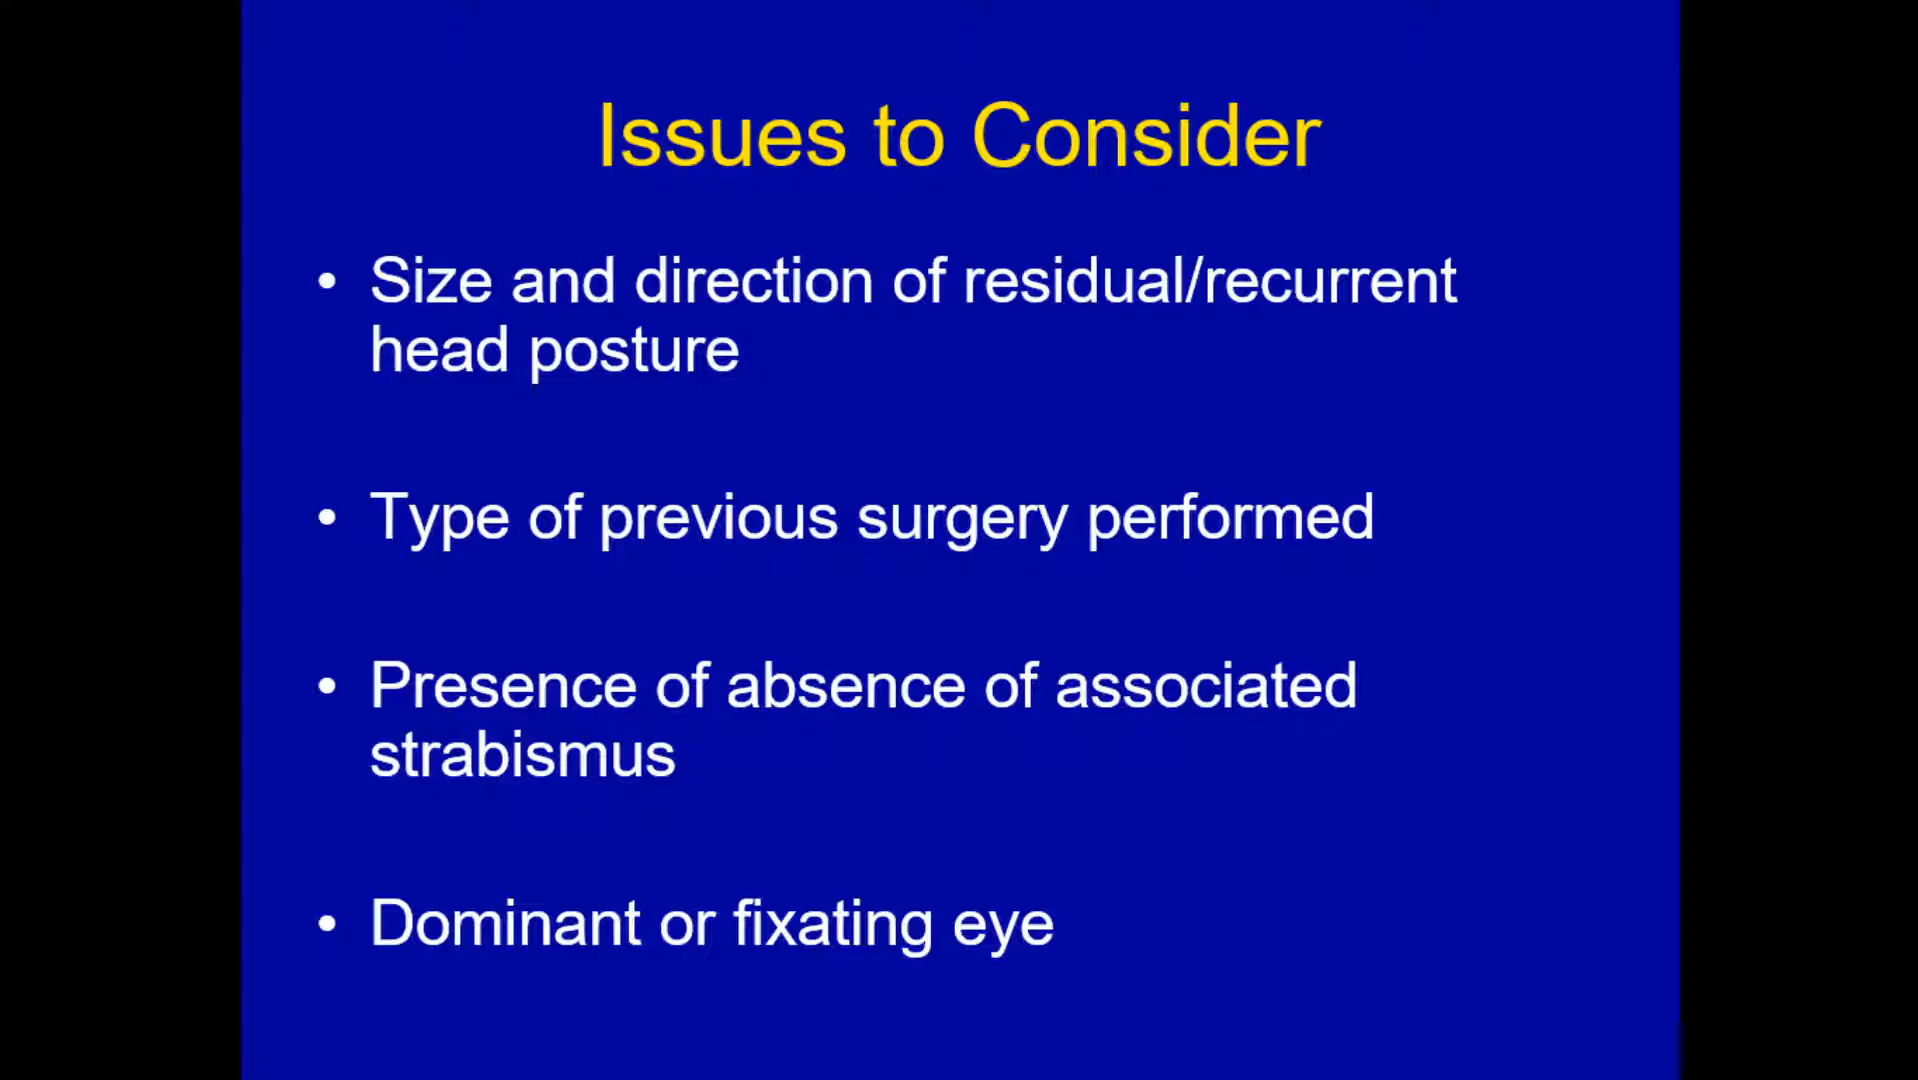 Issues to Consider
• Size and direction of residual/recurrent
head posture
• Type of previous surgery performed
• Presence of absence of associated
strabismus
• Dominant or fixating eye